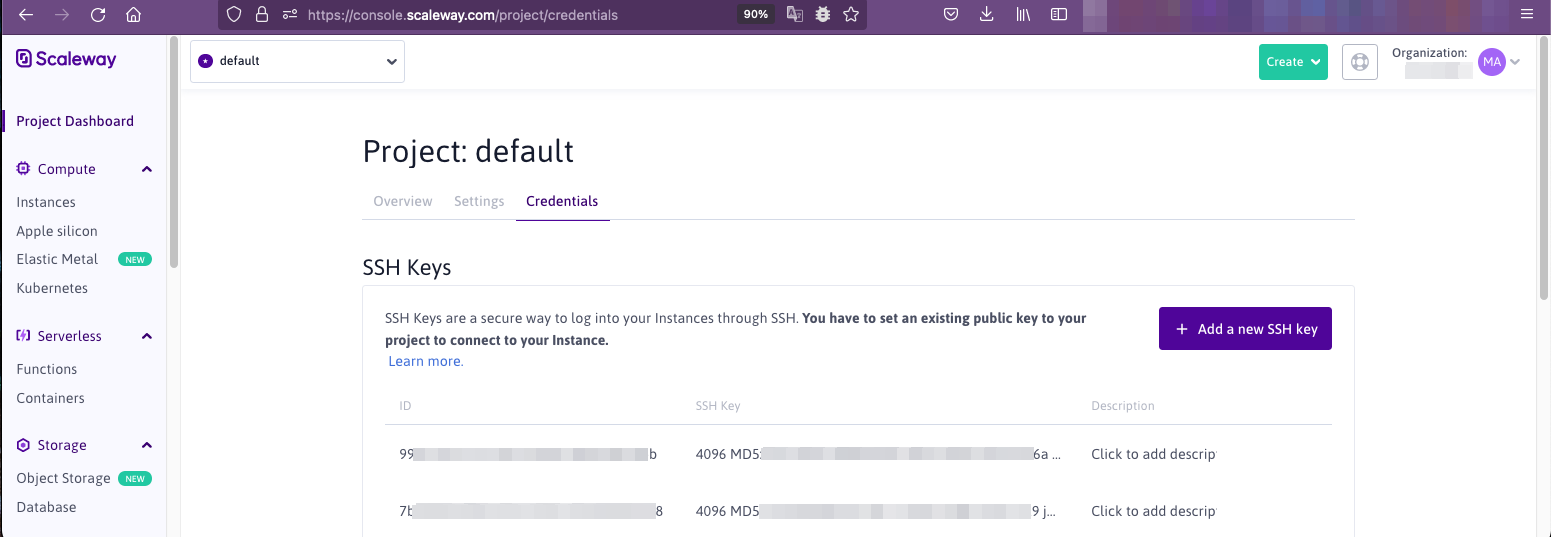 https://console.scaleway.com/project/credentials
90%
Scaleway
default
Create
Organization:
MA
Project Dashboard
Compute
Instances
Apple silicon
Elastic Metal NEW
Kubernetes
Serverless
Functions
Containers
Storage
Object Storage NEW
Database
Project: default
Overview Settings Credentials
SSH Keys
SSH Keys are a secure way to log into your Instances through SSH. You have to set an existing public key to your
project to connect to your Instance.
Learn more.
+ Add a new SSH key
ID SSH Key Description
99 b 4096 MD5: 6a ... Click to add descrip
7b 8 4096 MD5 9 j... Click to add descrip